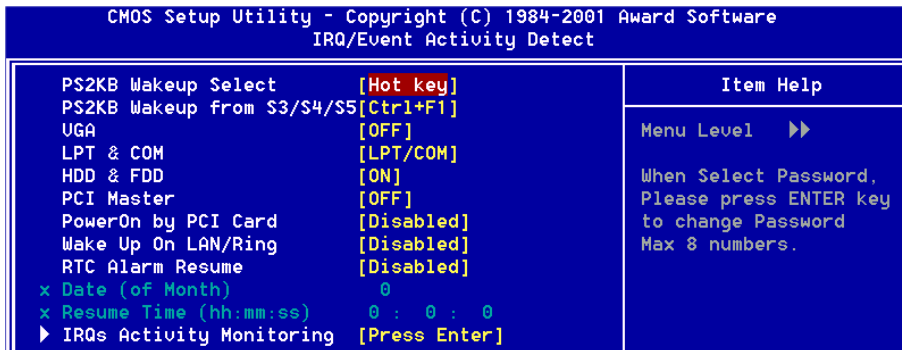 CMOS Setup Utility - Copyright (C) 1984-2001 Award Software
IRQ/Event Activity Detect
PS2KB Wakeup Select [Hot key]
PS2KB Wakeup from S3/S4/S5[Ctrl+F1]
VGA [OFF]
LPT & COM [LPT/COM]
HDD & FDD [ON]
PCI Master [OFF]
PowerOn by PCI Card [Disabled]
Wake Up On LAN/Ring [Disabled]
RTC Alarm Resume [Disabled]
x Date (of Month) 0
x Resume Time (hh:mm:ss) 0 : 0 : 0
IRQs Activity Monitoring [Press Enter]
Item Help
Menu Level
When Select Password,
Please press ENTER key
to change Password
Max 8 numbers.